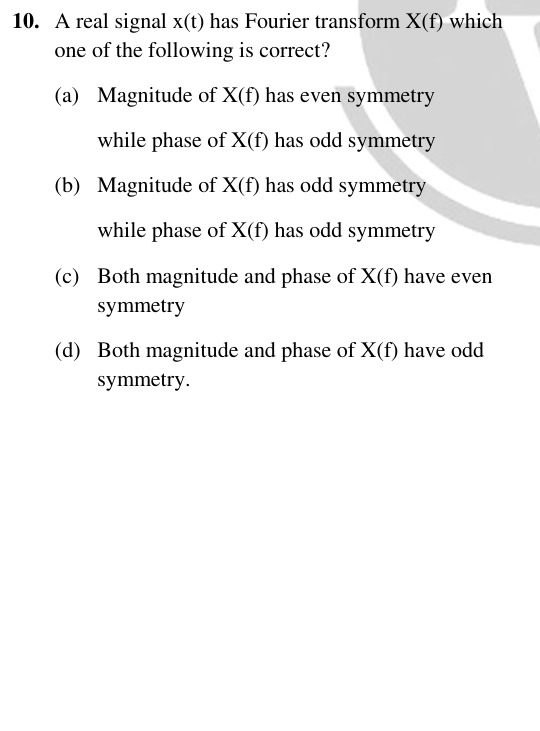 10. A real signal x(t) has Fourier transform X(f) which
one of the following is correct?
(a) Magnitude of X(f) has even symmetry
while phase of X(f) has odd symmetry
(b) Magnitude of X(f) has odd symmetry
while phase of X(f) has odd symmetry
(c) Both magnitude and phase of X(f) have even
symmetry
(d) Both magnitude and phase of X(f) have odd
symmetry.